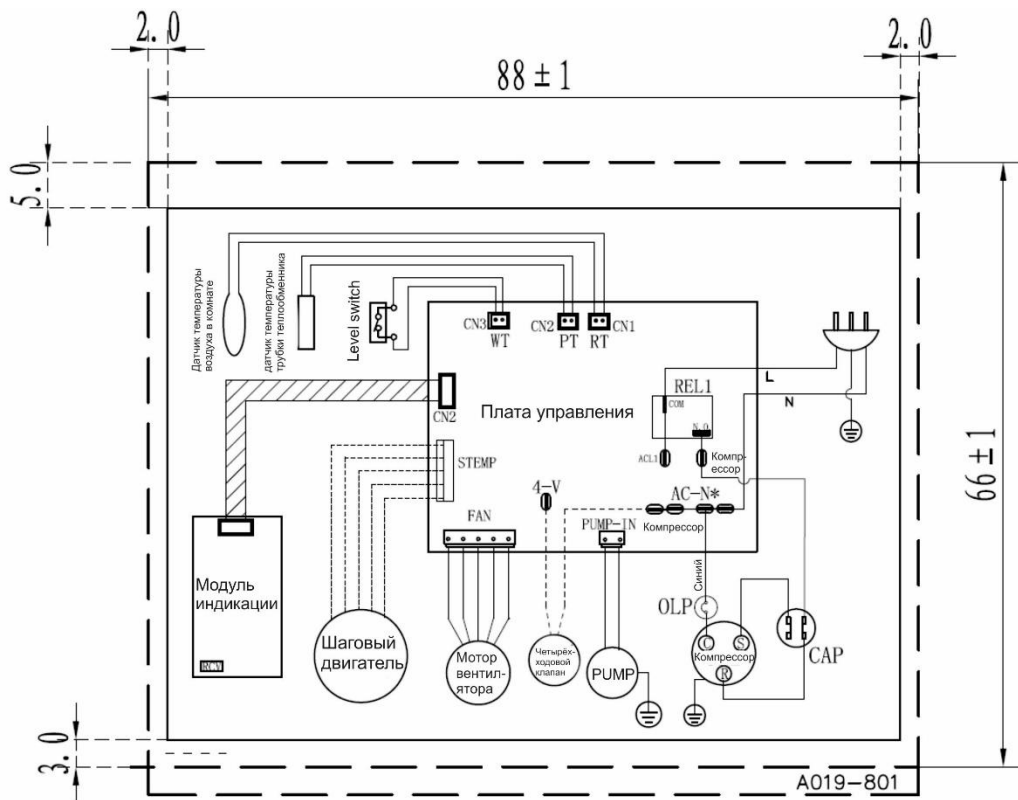 2.0
2.0
88±1
5.0
66±1
3.0
Датчик температуры
воздуха в комнате
датчик температуры
трубки теплообменника
Level switch
CN3
WT
CN2
PT
CN1
RT
L
N
REL1
COM
N.O
Плата управления
CN2
STEMP
ACL1
Компр-
ессор
4-V
AC-N*
FAN
PUMP-IN
Компрессор
Синий
OLP
Модуль
индикации
RCV
Шаговый
двигатель
Мотор
вентил-
ятора
Четырёх-
ходовой
клапан
PUMP
C
S
Компрессор
R
CAP
A019-801